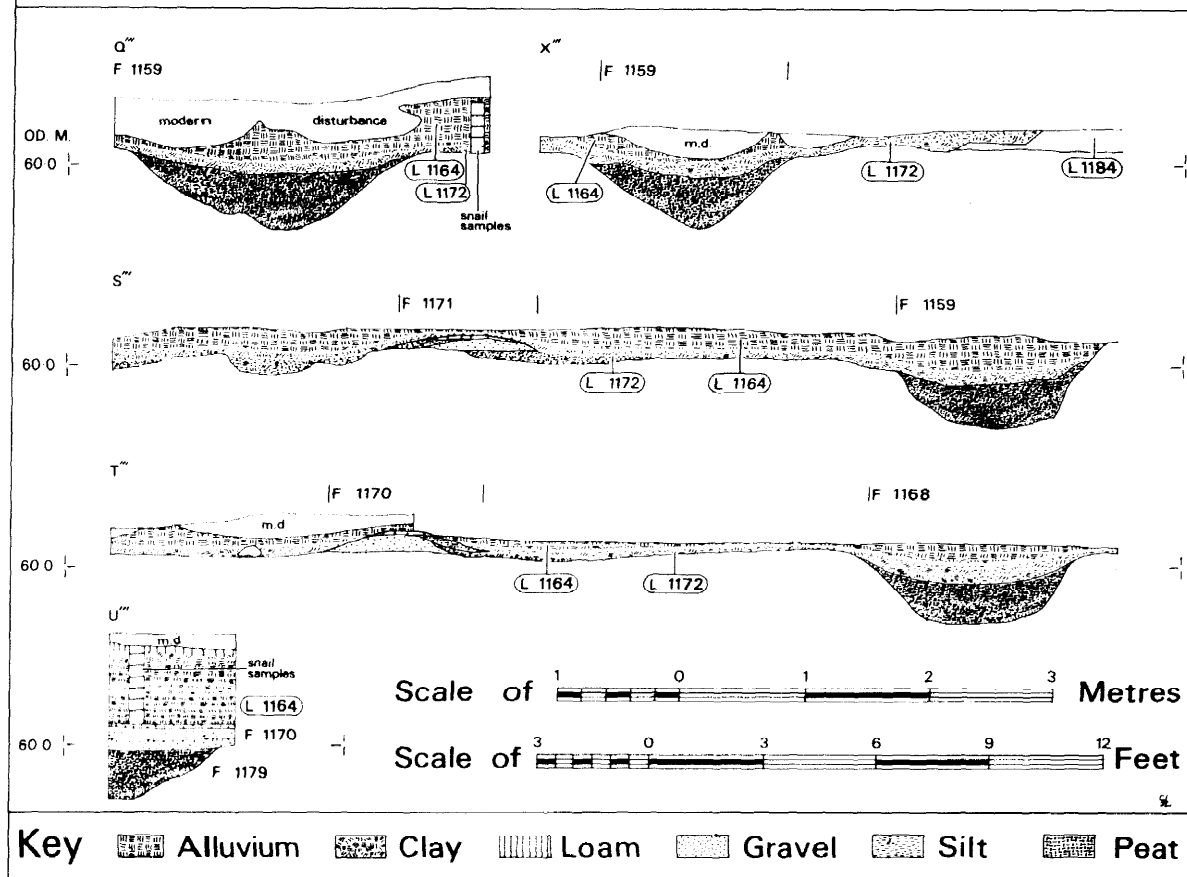 Q'''
F 1159
modern disturbance
OD. M.
60·0
L 1164
L 1172
snail
samples
X'''
F 1159
m.d.
L 1164
L 1172
L 1184
S'''
F 1171
F 1159
60·0
L 1172
L 1164
T'''
F 1170
F 1168
m.d
60·0
L 1164
L 1172
U'''
m.d
snail
samples
L 1164
F 1170
60·0
F 1179
1 0 1 2 3
Scale of Metres
3 0 3 6 9 12
Scale of Feet
Key Alluvium Clay Loam Gravel Silt Peat